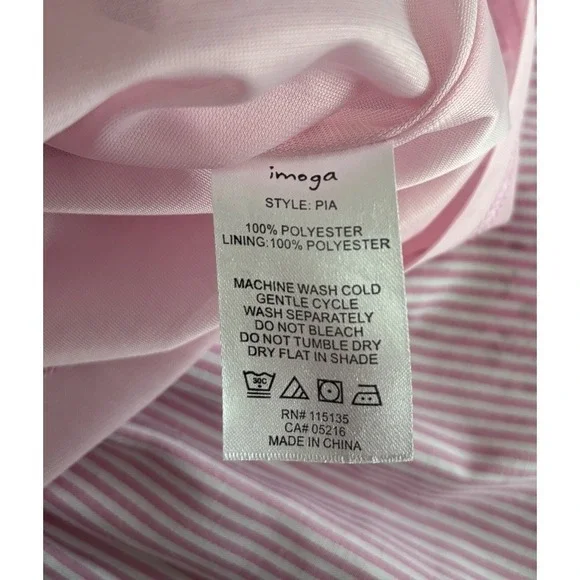 imoga
STYLE: PIA
100% POLYESTER
LINING:100% POLYESTER
MACHINE WASH COLD
GENTLE CYCLE
WASH SEPARATELY
DO NOT BLEACH
DO NOT TUMBLE DRY
DRY FLAT IN SHADE
30C
RN# 115135
CA# 05216
MADE IN CHINA